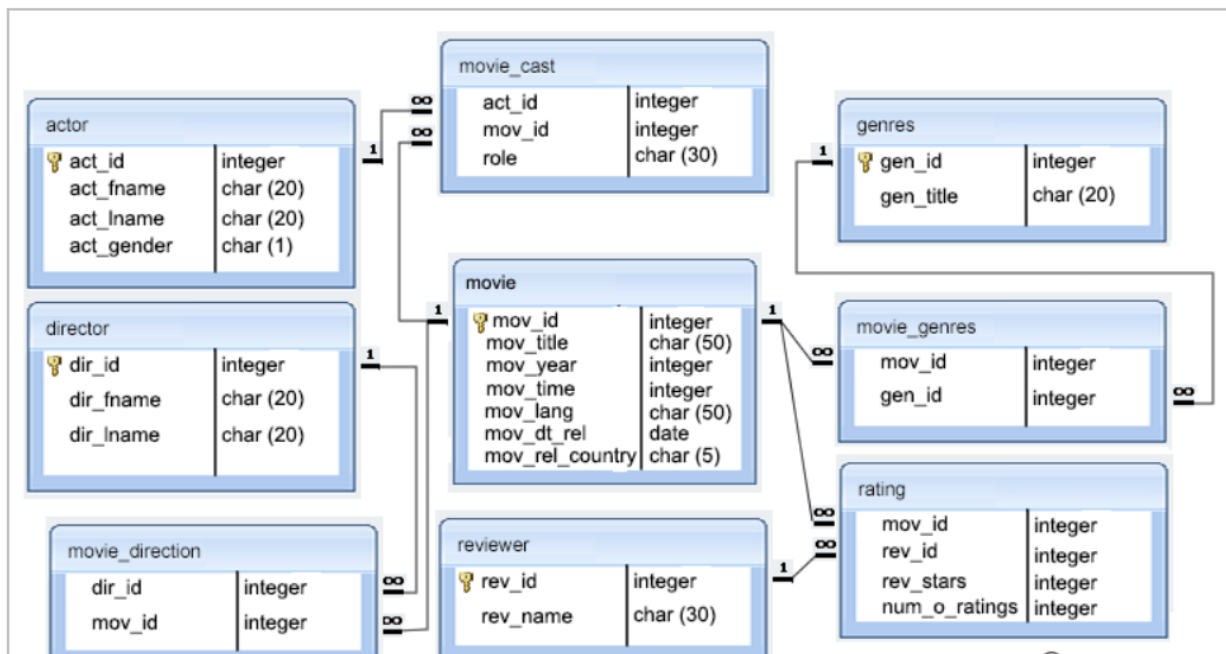 movie_cast
act_id integer
mov_id integer
role char (30)
actor
act_id integer
act_fname char (20)
act_lname char (20)
act_gender char (1)
genres
gen_id integer
gen_title char (20)
1
∞
∞
1
movie
mov_id integer
mov_title char (50)
mov_year integer
mov_time integer
mov_lang char (50)
mov_dt_rel date
mov_rel_country char (5)
1
1
director
dir_id integer
dir_fname char (20)
dir_lname char (20)
1
movie_genres
mov_id integer
gen_id integer
∞
∞
rating
mov_id integer
rev_id integer
rev_stars integer
num_o_ratings integer
∞
∞
movie_direction
dir_id integer
mov_id integer
∞
∞
reviewer
rev_id integer
rev_name char (30)
1